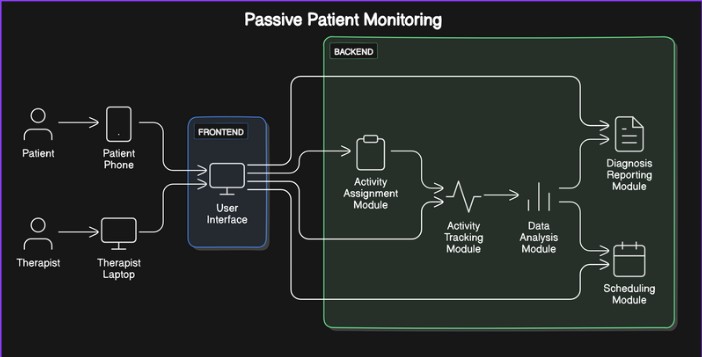 Passive Patient Monitoring
BACKEND
FRONTEND
Patient
Patient
Phone
User
Interface
Therapist
Therapist
Laptop
Activity
Assignment
Module
Activity
Tracking
Module
Data
Analysis
Module
Diagnosis
Reporting
Module
Scheduling
Module